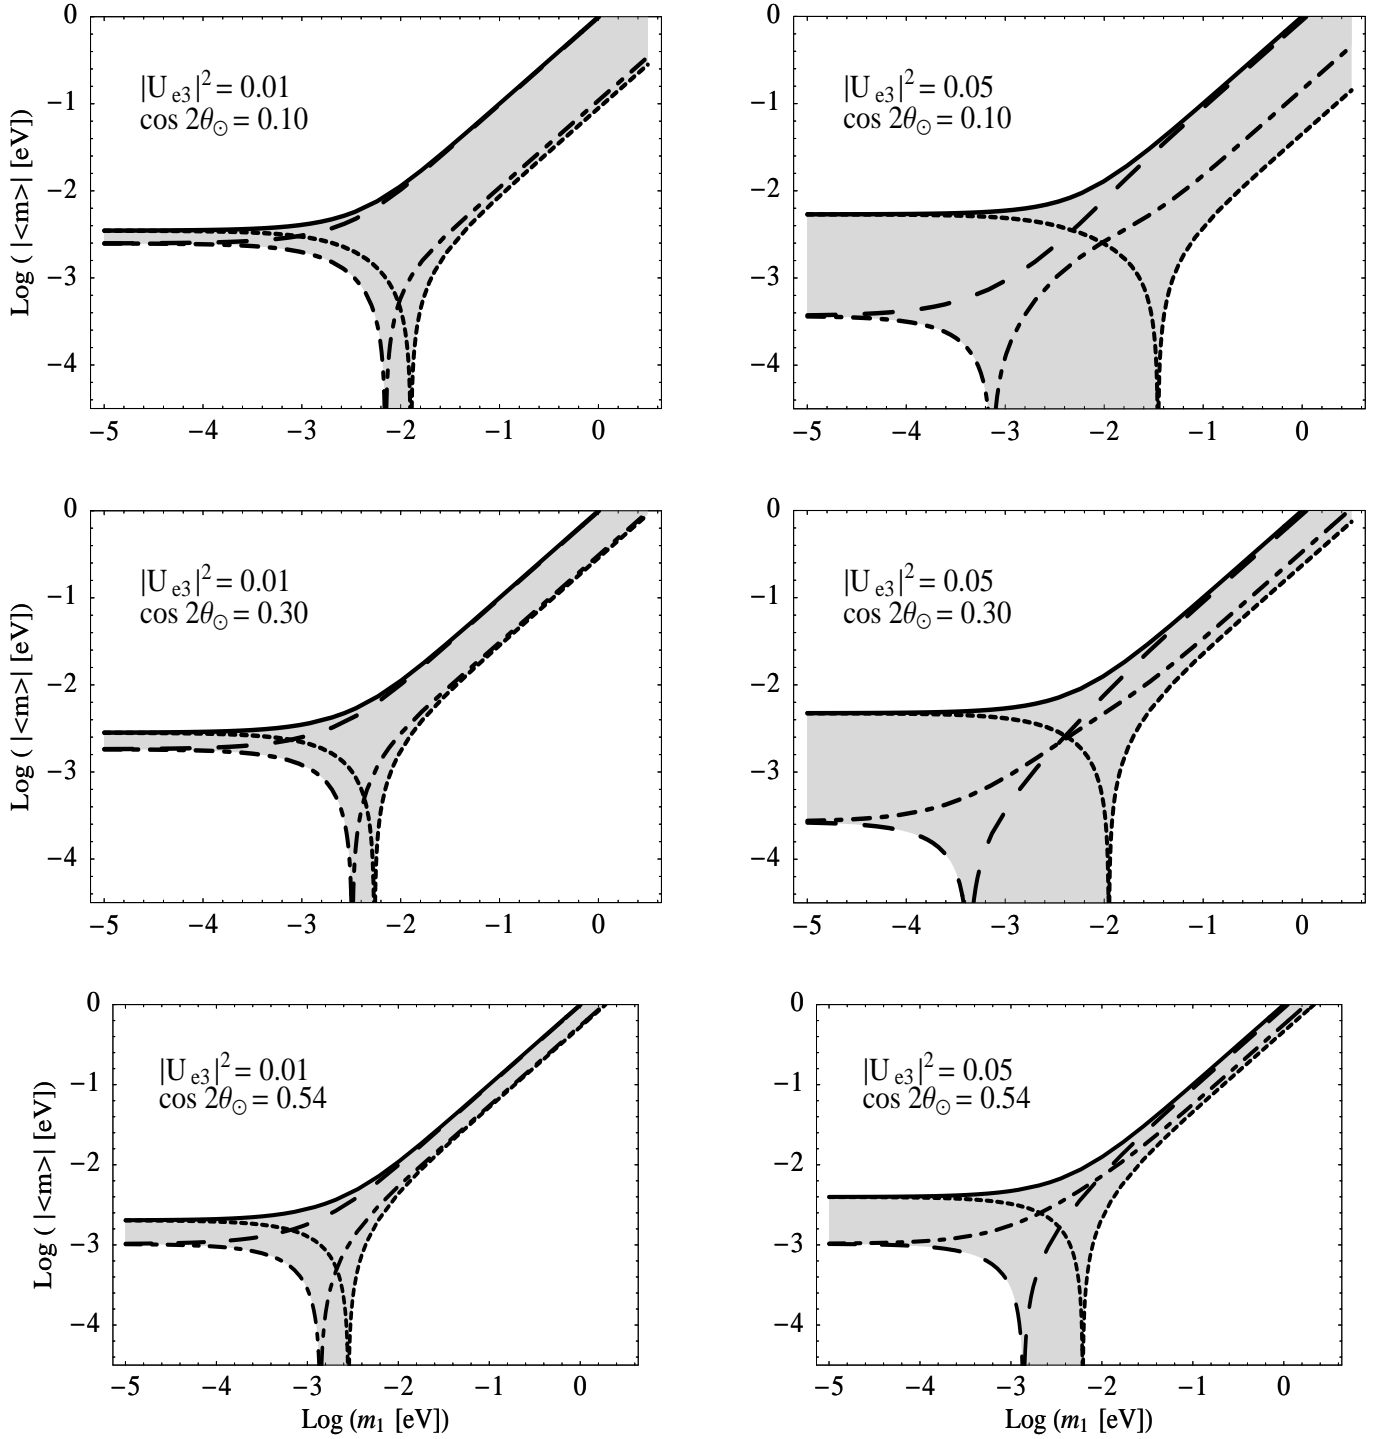 0
−1
−2
−3
−4
Log ( |<m>| [eV])
|U e3|² = 0.01
cos 2θ⊙ = 0.10
−5 −4 −3 −2 −1 0
0
−1
−2
−3
−4
|U e3|² = 0.05
cos 2θ⊙ = 0.10
−5 −4 −3 −2 −1 0
0
−1
−2
−3
−4
Log ( |<m>| [eV])
|U e3|² = 0.01
cos 2θ⊙ = 0.30
−5 −4 −3 −2 −1 0
0
−1
−2
−3
−4
|U e3|² = 0.05
cos 2θ⊙ = 0.30
−5 −4 −3 −2 −1 0
0
−1
−2
−3
−4
Log ( |<m>| [eV])
|U e3|² = 0.01
cos 2θ⊙ = 0.54
−5 −4 −3 −2 −1 0
Log (m₁ [eV])
0
−1
−2
−3
−4
|U e3|² = 0.05
cos 2θ⊙ = 0.54
−5 −4 −3 −2 −1 0
Log (m₁ [eV])